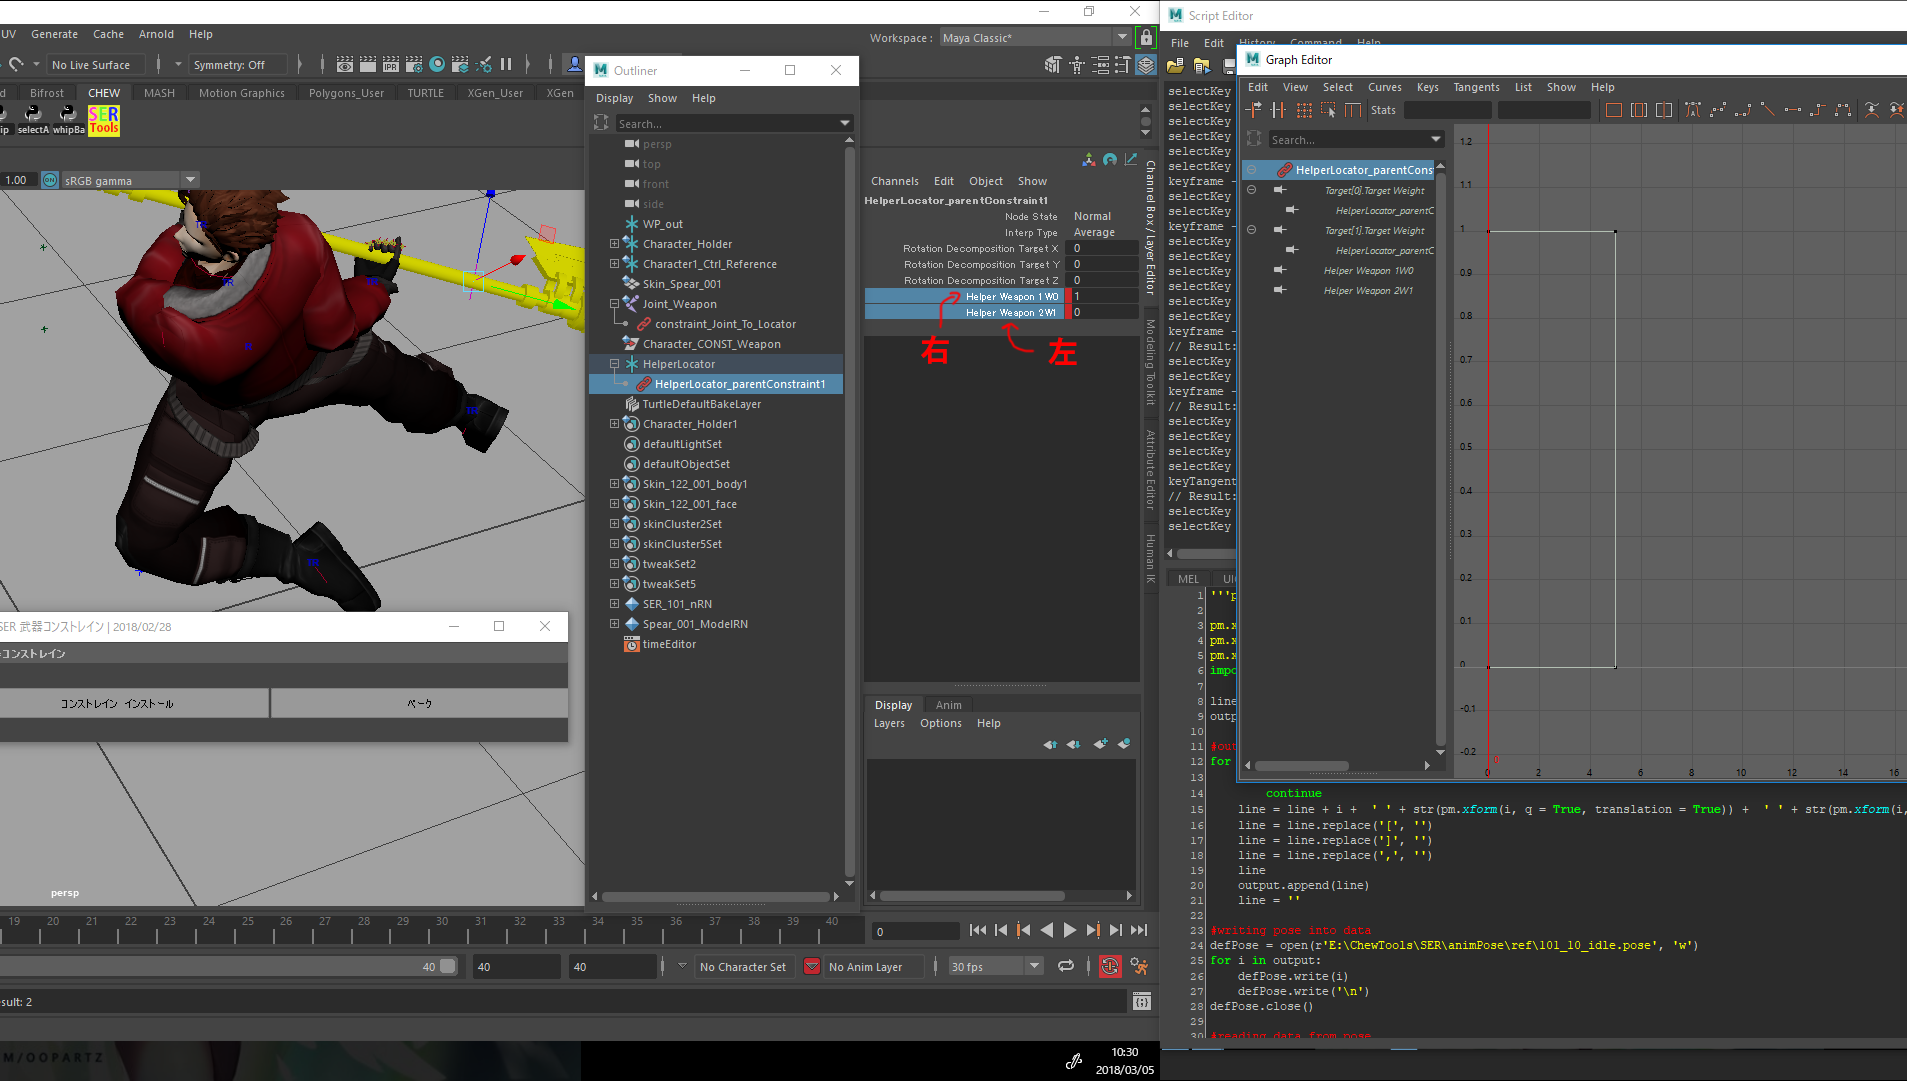 UV Generate Cache Arnold Help
Workspace : Maya Classic*
No Live Surface
Symmetry: Off
d Bifrost CHEW MASH Motion Graphics Polygons_User TURTLE XGen_User XGen
ip selectA whipBa SER Tools
1.00 ON sRGB gamma
persp
SER 武器コンストレイン | 2018/02/28
コンストレイン
コンストレイン インストール
ベーク
Outliner
Display Show Help
Search...
persp
top
front
side
WP_out
Character_Holder
Character1_Ctrl_Reference
Skin_Spear_001
Joint_Weapon
constraint_Joint_To_Locator
Character_CONST_Weapon
HelperLocator
HelperLocator_parentConstraint1
TurtleDefaultBakeLayer
Character_Holder1
defaultLightSet
defaultObjectSet
Skin_122_001_body1
Skin_122_001_face
skinCluster2Set
skinCluster5Set
tweakSet2
tweakSet5
SER_101_nRN
Spear_001_ModelRN
timeEditor
Channels Edit Object Show
HelperLocator_parentConstraint1
Node State Normal
Interp Type Average
Rotation Decomposition Target X 0
Rotation Decomposition Target Y 0
Rotation Decomposition Target Z 0
Helper Weapon 1W0 1
Helper Weapon 2W1 0
右
左
Channel Box / Layer Editor
Modeling Toolkit
Attribute Editor
Human IK
Display Anim
Layers Options Help
19 20 21 22 23 24 25 26 27 28 29 30 31 32 33 34 35 36 37 38 39 40
0
40 40 40 No Character Set No Anim Layer 30 fps
sult: 2
M/OOPARTZ
10:30
2018/03/05
Script Editor
File Edit History Command Help
selectKey
selectKey
selectKey
selectKey
selectKey
selectKey
keyframe -
selectKey
selectKey
keyframe -
selectKey
selectKey
selectKey
selectKey
selectKey
selectKey
keyframe -
// Result:
selectKey
selectKey
keyframe -
// Result:
selectKey
selectKey
selectKey
selectKey
keyTangent
// Result:
selectKey
selectKey
Graph Editor
Edit View Select Curves Keys Tangents List Show Help
Stats
Search...
HelperLocator_parentCons
Target[0].Target Weight
HelperLocator_parentC
Target[1].Target Weight
HelperLocator_parentC
Helper Weapon 1W0
Helper Weapon 2W1
1.2
1.1
1
0.9
0.8
0.7
0.6
0.5
0.4
0.3
0.2
0.1
0
-0.1
-0.2
0 0 2 4 6 8 10 12 14 16
MEL
1 '''p
2
3 pm.x
4 pm.x
5 pm.x
6 impo
7
8 line
9 outp
10
11 #ou
12 for
13
14 continue
15 line = line + i + ' ' + str(pm.xform(i, q = True, translation = True)) + ' ' + str(pm.xform(i,
16 line = line.replace('[', '')
17 line = line.replace(']', '')
18 line = line.replace(',', '')
19 line
20 output.append(line)
21 line = ''
22
23 #writing pose into data
24 defPose = open(r'E:\ChewTools\SER\animPose\ref\101_10_idle.pose', 'w')
25 for i in output:
26 defPose.write(i)
27 defPose.write('\n')
28 defPose.close()
29
30 #reading data from pose